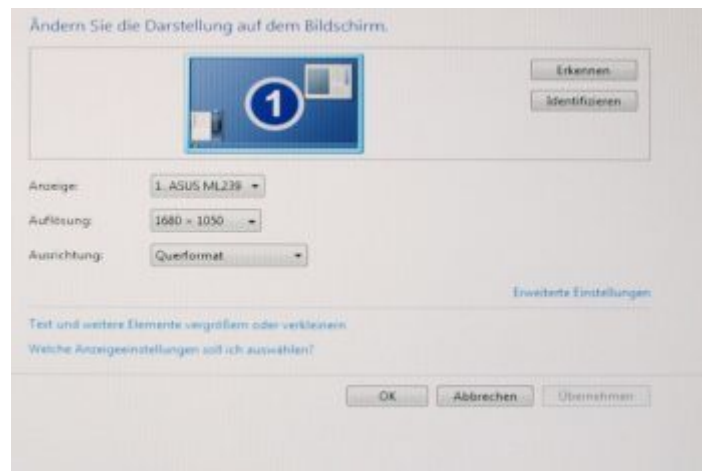 Ändern Sie die Darstellung auf dem Bildschirm.
1
Erkennen
Identifizieren
Anzeige: 1. ASUS ML239
Auflösung: 1680 × 1050
Ausrichtung: Querformat
Erweiterte Einstellungen
Text und weitere Elemente vergrößern oder verkleinern
Welche Anzeigeeinstellungen soll ich auswählen?
OK Abbrechen Übernehmen